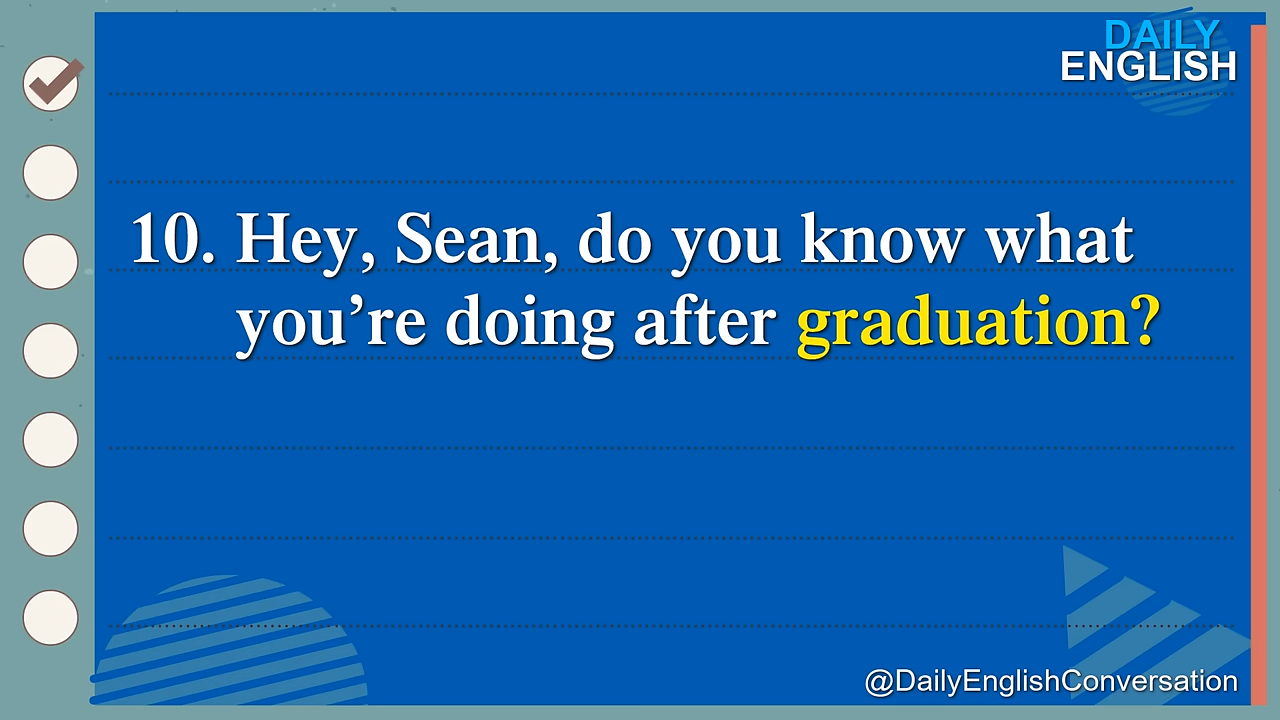 DAILY
ENGLISH
10. Hey, Sean, do you know what
you’re doing after graduation?
@DailyEnglishConversation